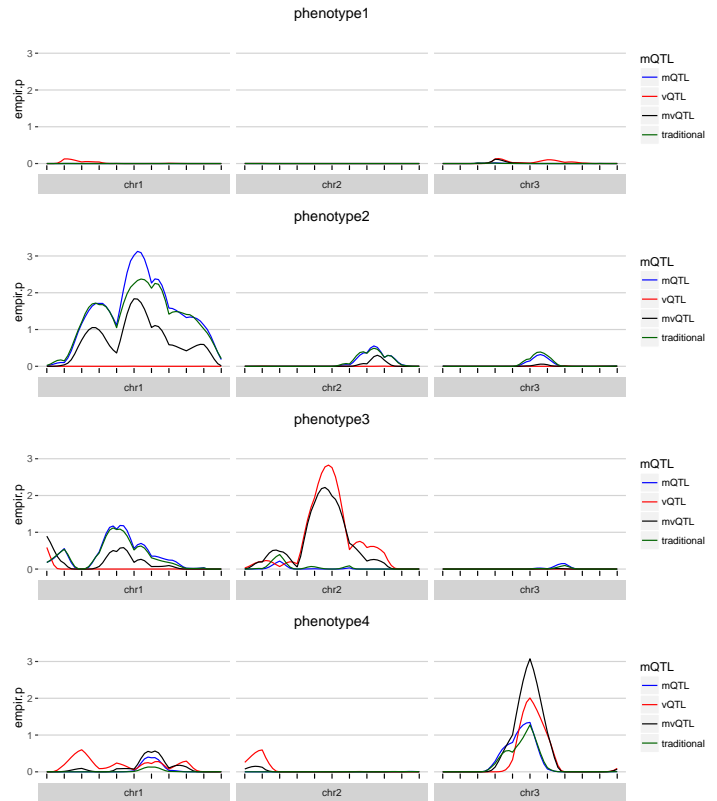 phenotype1
empir.p
3
2
1
0
chr1
chr2
chr3
mQTL
mQTL
vQTL
mvQTL
traditional
phenotype2
empir.p
3
2
1
0
chr1
chr2
chr3
mQTL
mQTL
vQTL
mvQTL
traditional
phenotype3
empir.p
3
2
1
0
chr1
chr2
chr3
mQTL
mQTL
vQTL
mvQTL
traditional
phenotype4
empir.p
3
2
1
0
chr1
chr2
chr3
mQTL
mQTL
vQTL
mvQTL
traditional